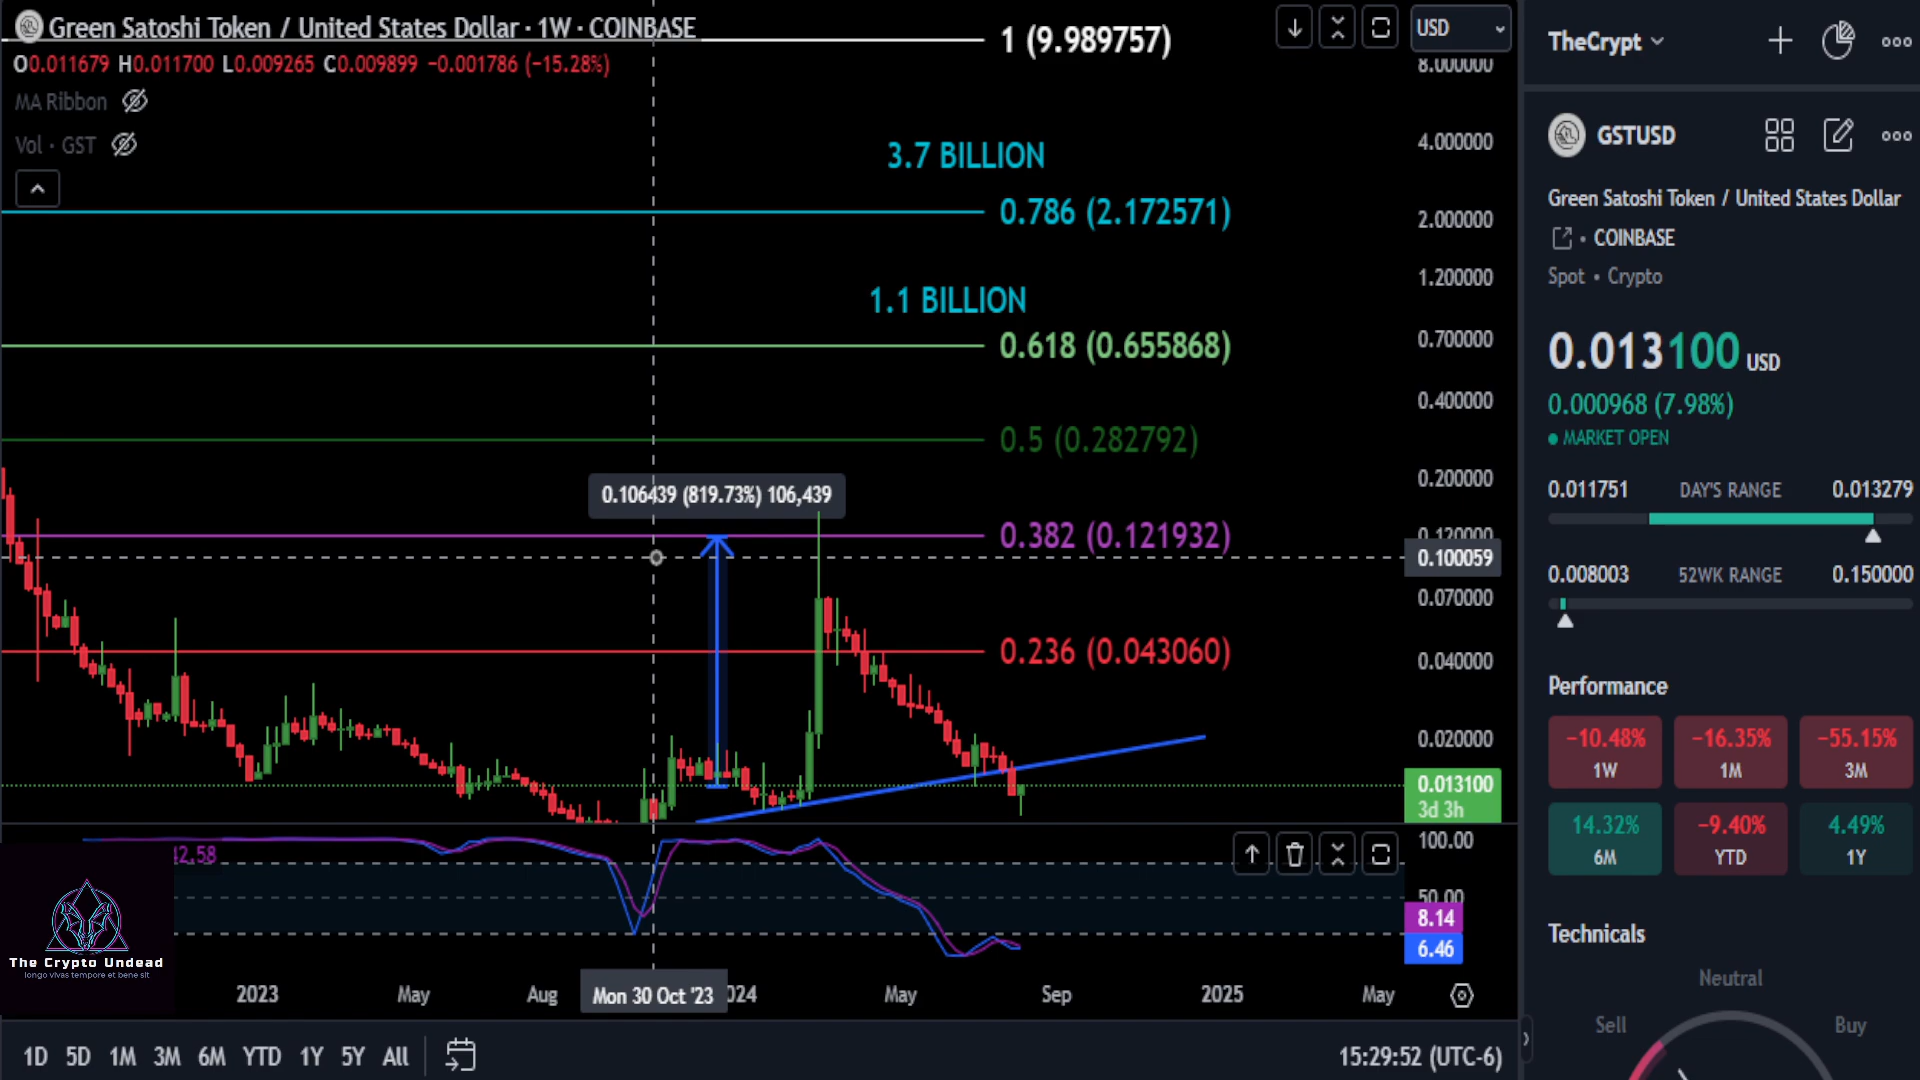 Green Satoshi Token / United States Dollar · 1W · COINBASE
O0.011679 H0.011700 L0.009265 C0.009899 −0.001786 (−15.28%)
MA Ribbon
Vol · GST
1 (9.989757)
3.7 BILLION
0.786 (2.172571)
1.1 BILLION
0.618 (0.655868)
0.5 (0.282792)
0.106439 (819.73%) 106,439
0.382 (0.121932)
0.236 (0.043060)
USD
8.000000
4.000000
2.000000
1.200000
0.700000
0.400000
0.200000
0.120000
0.100059
0.070000
0.040000
0.020000
0.013100
3d 3h
100.00
50.00
8.14
6.46
42.58
The Crypto Undead
longo vivas tempore et bene sit
2023
May
Aug
Mon 30 Oct '23
024
May
Sep
2025
May
1D 5D 1M 3M 6M YTD 1Y 5Y All
15:29:52 (UTC-6)
TheCrypt
GSTUSD
Green Satoshi Token / United States Dollar
• COINBASE
Spot • Crypto
0.013100 USD
0.000968 (7.98%)
MARKET OPEN
0.011751 DAY'S RANGE 0.013279
0.008003 52WK RANGE 0.150000
Performance
−10.48% −16.35% −55.15%
1W 1M 3M
14.32% −9.40% 4.49%
6M YTD 1Y
Technicals
Neutral
Sell Buy